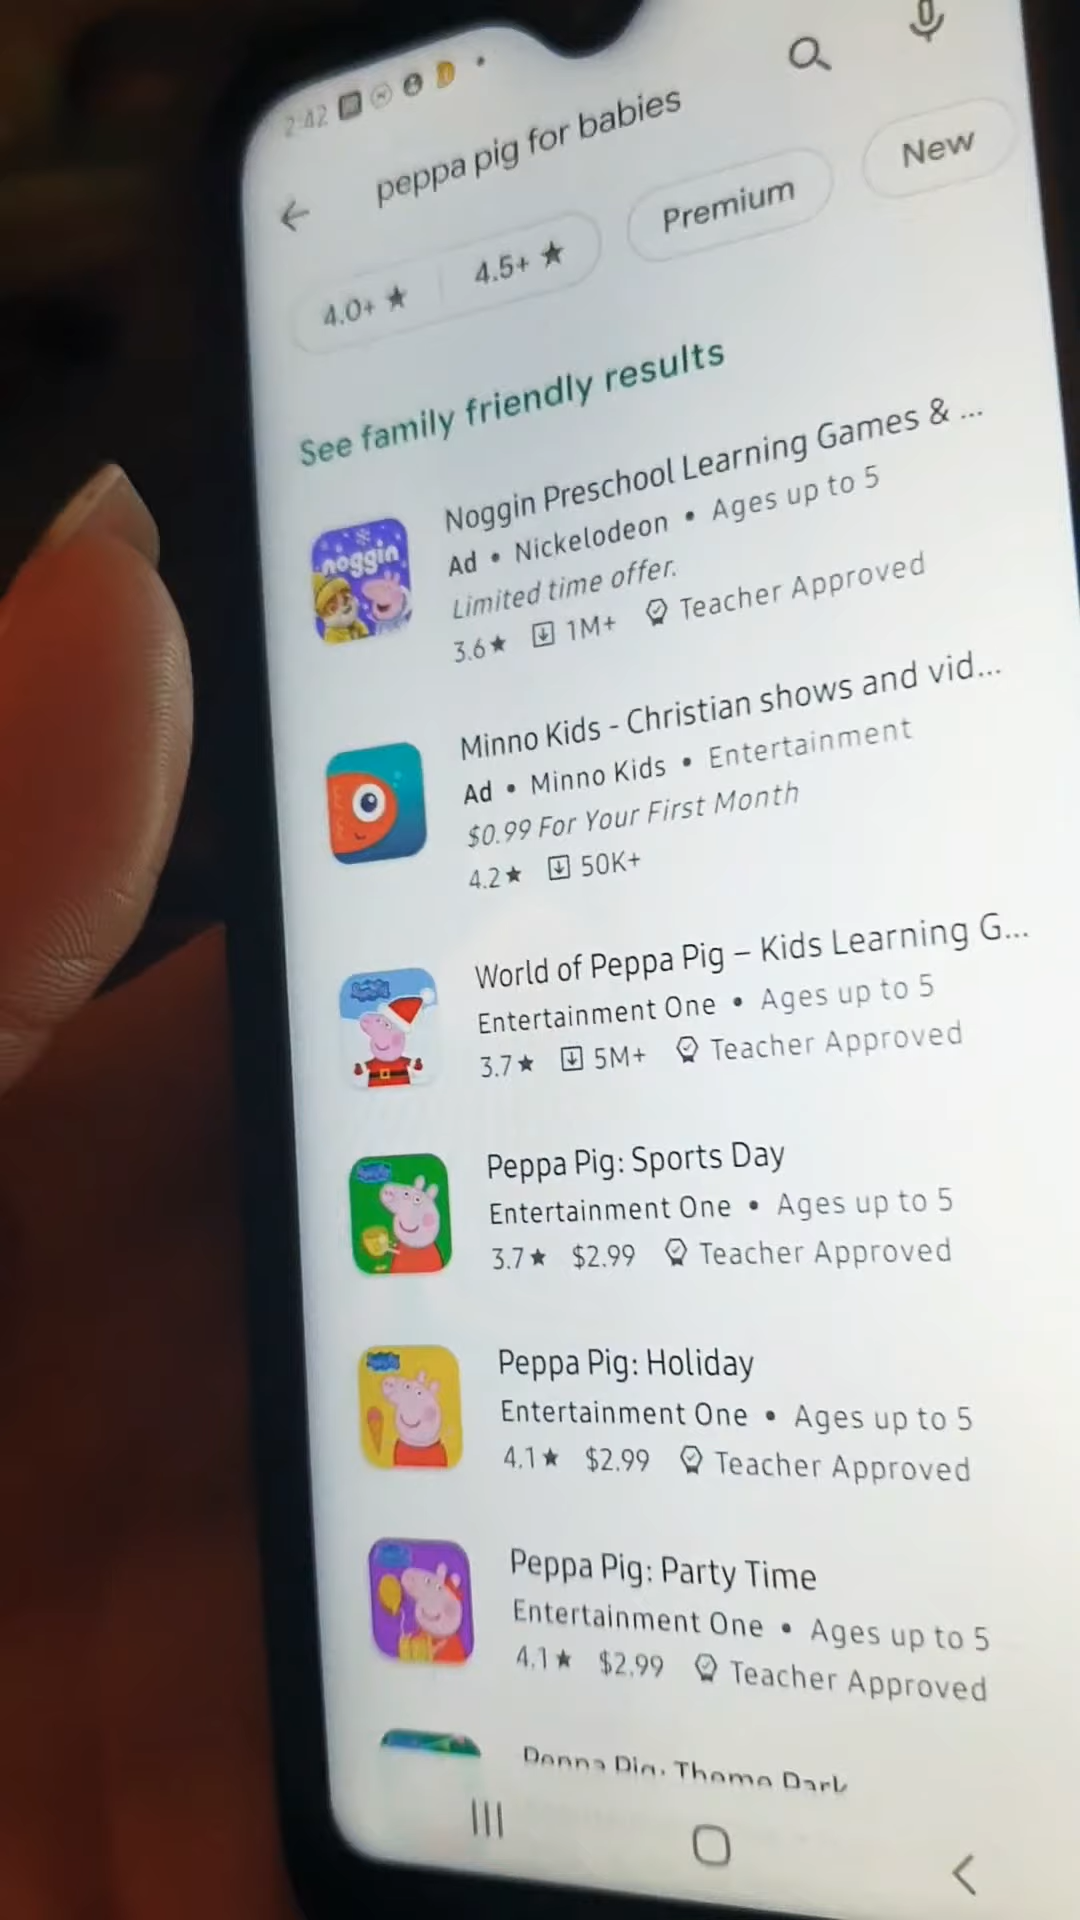 2:42
peppa pig for babies
4.0+ ★
4.5+ ★
Premium
New
See family friendly results
noggin
Noggin Preschool Learning Games & ...
Ad • Nickelodeon • Ages up to 5
Limited time offer.
3.6★ 1M+ Teacher Approved
Minno Kids - Christian shows and vid...
Ad • Minno Kids • Entertainment
$0.99 For Your First Month
4.2★ 50K+
World of Peppa Pig – Kids Learning G...
Entertainment One • Ages up to 5
3.7★ 5M+ Teacher Approved
Peppa Pig: Sports Day
Entertainment One • Ages up to 5
3.7★ $2.99 Teacher Approved
Peppa Pig: Holiday
Entertainment One • Ages up to 5
4.1★ $2.99 Teacher Approved
Peppa Pig: Party Time
Entertainment One • Ages up to 5
4.1★ $2.99 Teacher Approved
Peppa Pig: Theme Park